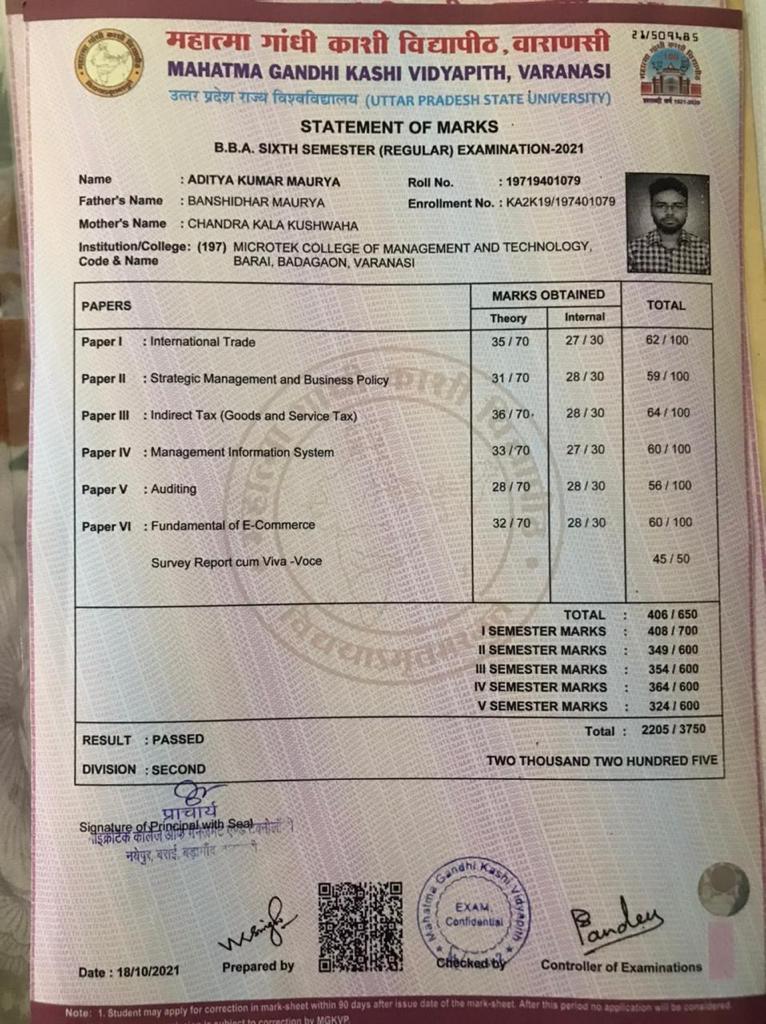 21/509485
महात्मा गांधी काशी विद्यापीठ, वाराणसी
MAHATMA GANDHI KASHI VIDYAPITH, VARANASI
उत्तर प्रदेश राज्य विश्वविद्यालय (UTTAR PRADESH STATE UNIVERSITY)
STATEMENT OF MARKS
B.B.A. SIXTH SEMESTER (REGULAR) EXAMINATION-2021
Name : ADITYA KUMAR MAURYA Roll No. : 19719401079
Father's Name : BANSHIDHAR MAURYA Enrollment No. : KA2K19/197401079
Mother's Name : CHANDRA KALA KUSHWAHA
Institution/College: (197) MICROTEK COLLEGE OF MANAGEMENT AND TECHNOLOGY,
Code & Name BARAI, BADAGAON, VARANASI
PAPERS MARKS OBTAINED TOTAL
Theory Internal
Paper I : International Trade 35/70 27/30 62/100
Paper II : Strategic Management and Business Policy 31/70 28/30 59/100
Paper III : Indirect Tax (Goods and Service Tax) 36/70 28/30 64/100
Paper IV : Management Information System 33/70 27/30 60/100
Paper V : Auditing 28/70 28/30 56/100
Paper VI : Fundamental of E-Commerce 32/70 28/30 60/100
Survey Report cum Viva -Voce 45/50
TOTAL : 406/650
I SEMESTER MARKS : 408/700
II SEMESTER MARKS : 349/600
III SEMESTER MARKS : 354/600
IV SEMESTER MARKS : 364/600
V SEMESTER MARKS : 324/600
RESULT : PASSED Total : 2205/3750
DIVISION : SECOND TWO THOUSAND TWO HUNDRED FIVE
प्राचार्य
Signature of Principal with Seal
नयेपुर, बराई, बड़ागाँव
Mahatma Gandhi Kashi Vidyapith
EXAM.
Confidential
Pandey
Date : 18/10/2021 Prepared by Checked by Controller of Examinations
Note: 1. Student may apply for correction in mark-sheet within 90 days after issue date of the mark-sheet. After this period no application will be considered.
is subject to correction by MGKVP.